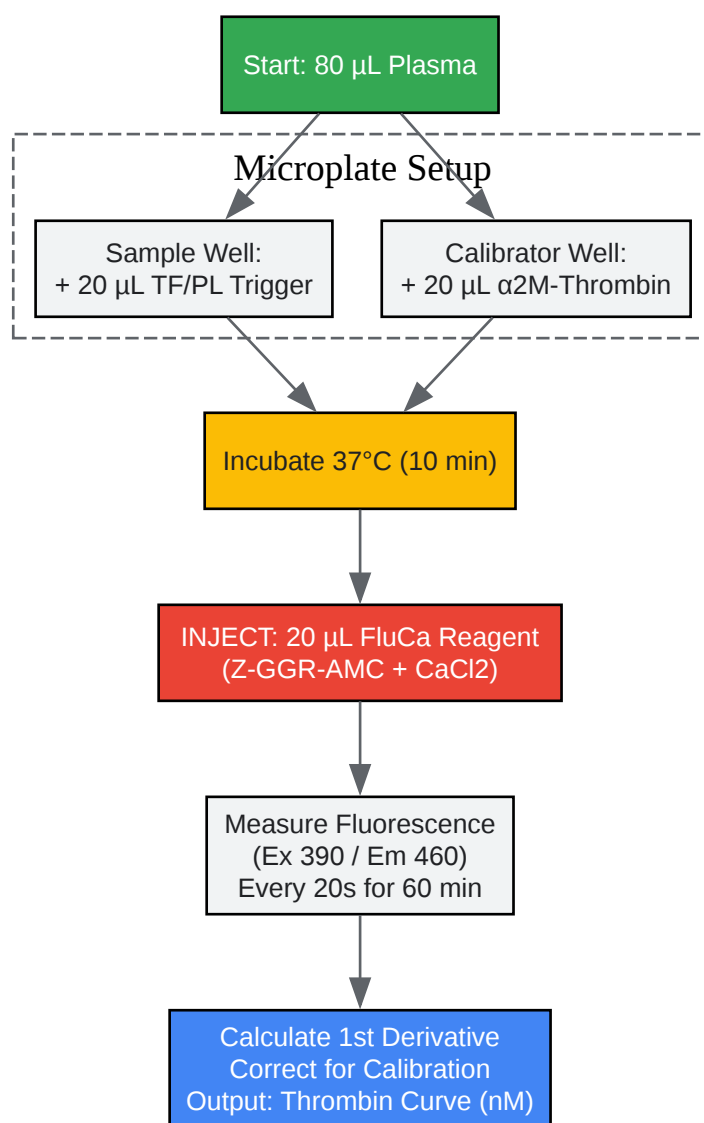 Start: 80 µL Plasma
Microplate Setup
Sample Well:
+ 20 µL TF/PL Trigger
Calibrator Well:
+ 20 µL α2M-Thrombin
Incubate 37°C (10 min)
INJECT: 20 µL FluCa Reagent
(Z-GGR-AMC + CaCl2)
Measure Fluorescence
(Ex 390 / Em 460)
Every 20s for 60 min
Calculate 1st Derivative
Correct for Calibration
Output: Thrombin Curve (nM)